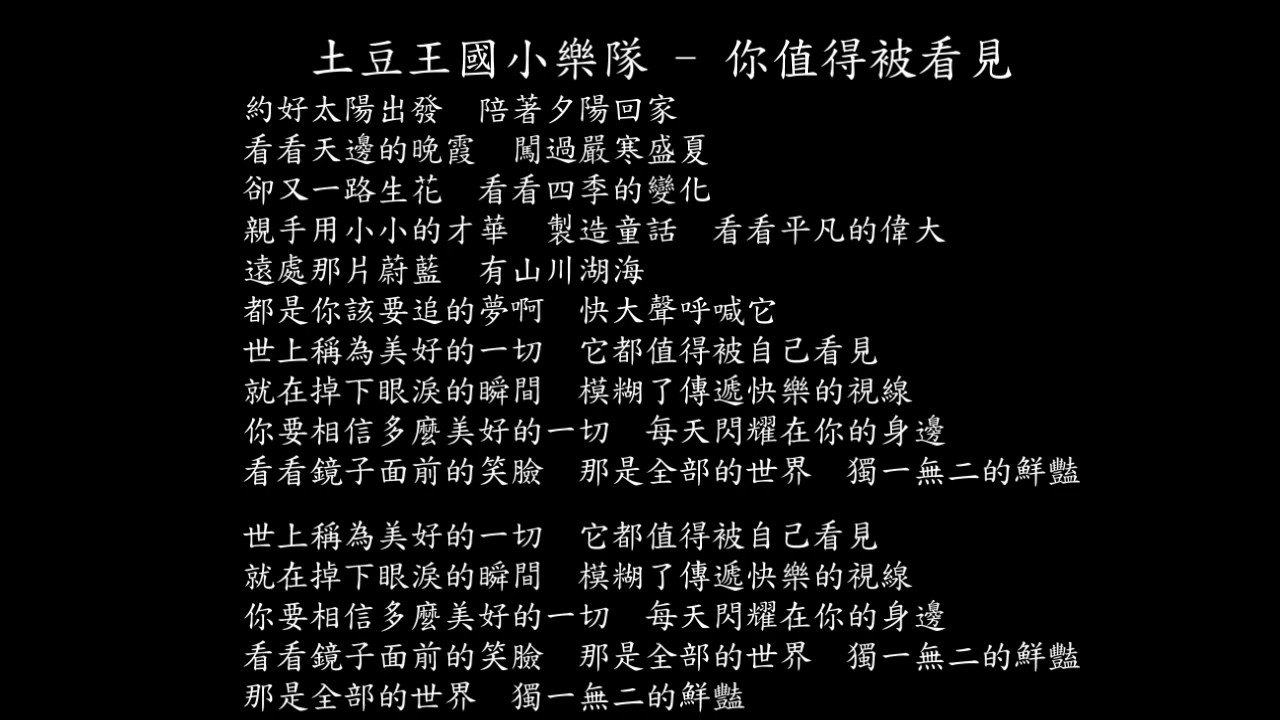 土豆王國小樂隊 - 你值得被看見
約好太陽出發　陪著夕陽回家
看看天邊的晚霞　闖過嚴寒盛夏
卻又一路生花　看看四季的變化
親手用小小的才華　製造童話　看看平凡的偉大
遠處那片蔚藍　有山川湖海
都是你該要追的夢啊　快大聲呼喊它
世上稱為美好的一切　它都值得被自己看見
就在掉下眼淚的瞬間　模糊了傳遞快樂的視線
你要相信多麼美好的一切　每天閃耀在你的身邊
看看鏡子面前的笑臉　那是全部的世界　獨一無二的鮮豔
世上稱為美好的一切　它都值得被自己看見
就在掉下眼淚的瞬間　模糊了傳遞快樂的視線
你要相信多麼美好的一切　每天閃耀在你的身邊
看看鏡子面前的笑臉　那是全部的世界　獨一無二的鮮豔
那是全部的世界　獨一無二的鮮豔